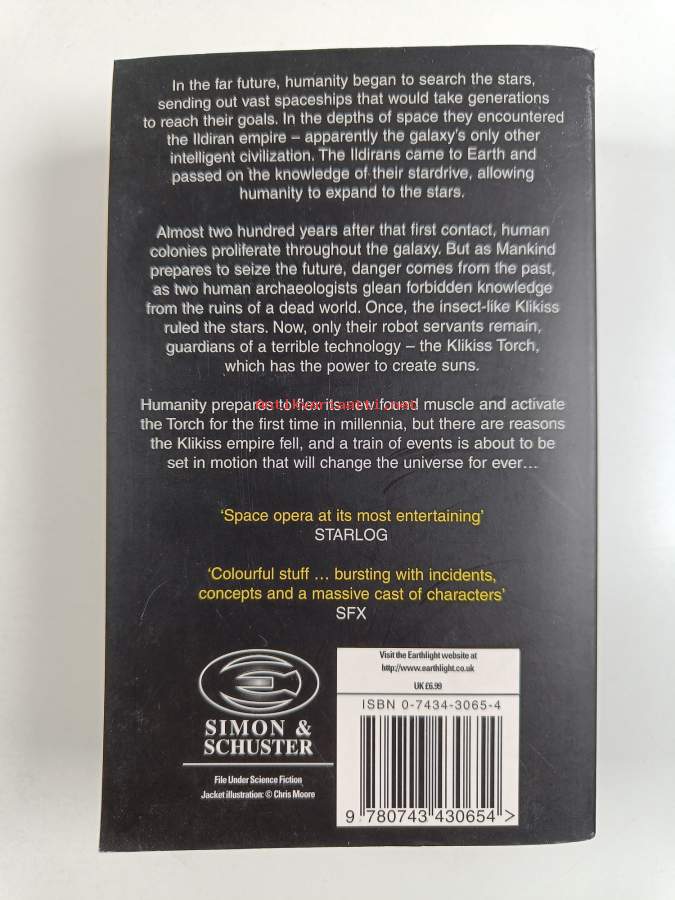 In the far future, humanity began to search the stars,
sending out vast spaceships that would take generations
to reach their goals. In the depths of space they encountered
the Ildiran empire – apparently the galaxy's only other
intelligent civilization. The Ildirans came to Earth and
passed on the knowledge of their stardrive, allowing
humanity to expand to the stars.
Almost two hundred years after that first contact, human
colonies proliferate throughout the galaxy. But as Mankind
prepares to seize the future, danger comes from the past,
as two human archaeologists glean forbidden knowledge
from the ruins of a dead world. Once, the insect-like Klikiss
ruled the stars. Now, only their robot servants remain,
guardians of a terrible technology – the Klikiss Torch,
which has the power to create suns.
Humanity prepares to flex its new found muscle and activate
the Torch for the first time in millennia, but there are reasons
the Klikiss empire fell, and a train of events is about to be
set in motion that will change the universe for ever...
'Space opera at its most entertaining'
STARLOG
'Colourful stuff ... bursting with incidents,
concepts and a massive cast of characters'
SFX
SIMON &
SCHUSTER
File Under Science Fiction
Jacket illustration: © Chris Moore
Visit the Earthlight website at
http://www.earthlight.co.uk
UK £6.99
ISBN 0-7434-3065-4
9 780743 430654 >